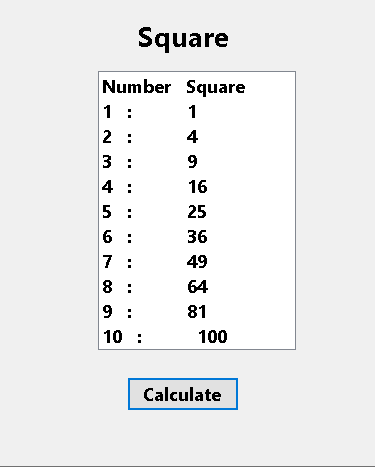 Square
Number Square
1 : 1
2 : 4
3 : 9
4 : 16
5 : 25
6 : 36
7 : 49
8 : 64
9 : 81
10 : 100
Calculate